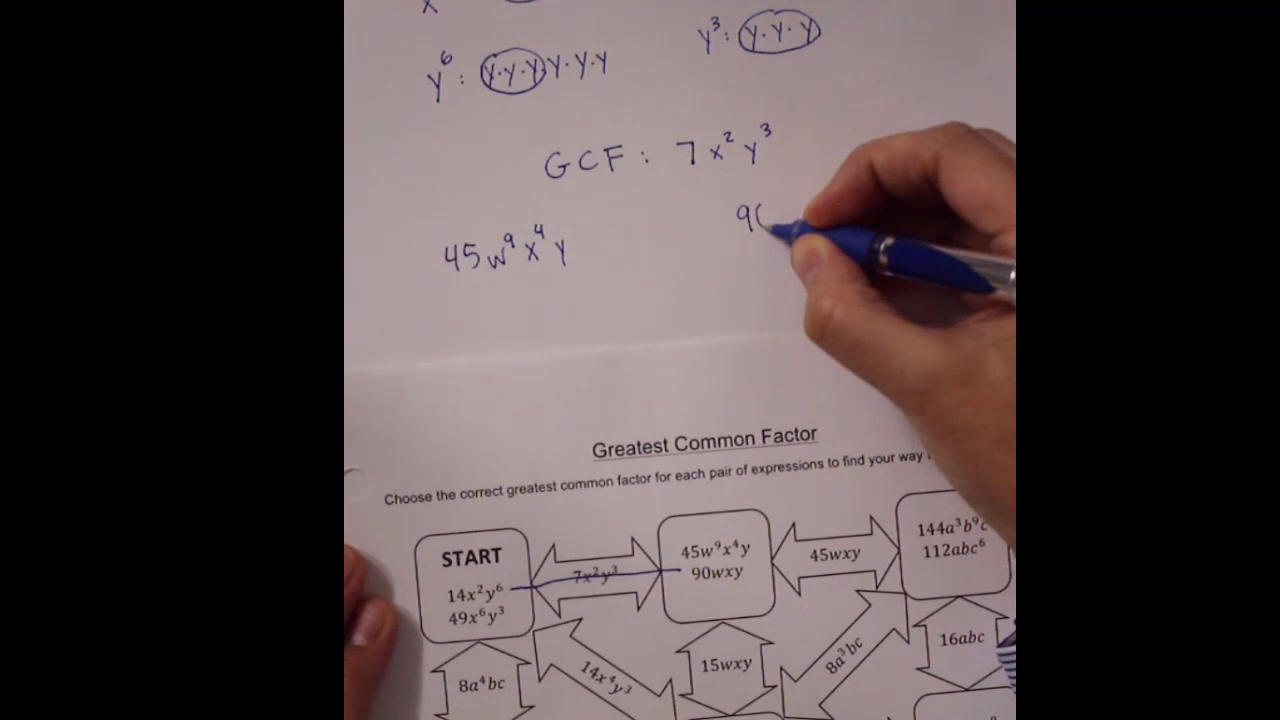 x
y³: y·y·y
y⁶: y·y·y·y·y·y
GCF: 7x²y³
90
45w⁹x⁴y
Greatest Common Factor
Choose the correct greatest common factor for each pair of expressions to find your way
START
14x²y⁶
49x⁶y³
7x²y³
45w⁹x⁴y
90wxy
45wxy
144a³b⁹c
112abc⁶
8a⁴bc
14x⁴y³
15wxy
8a³bc
16abc